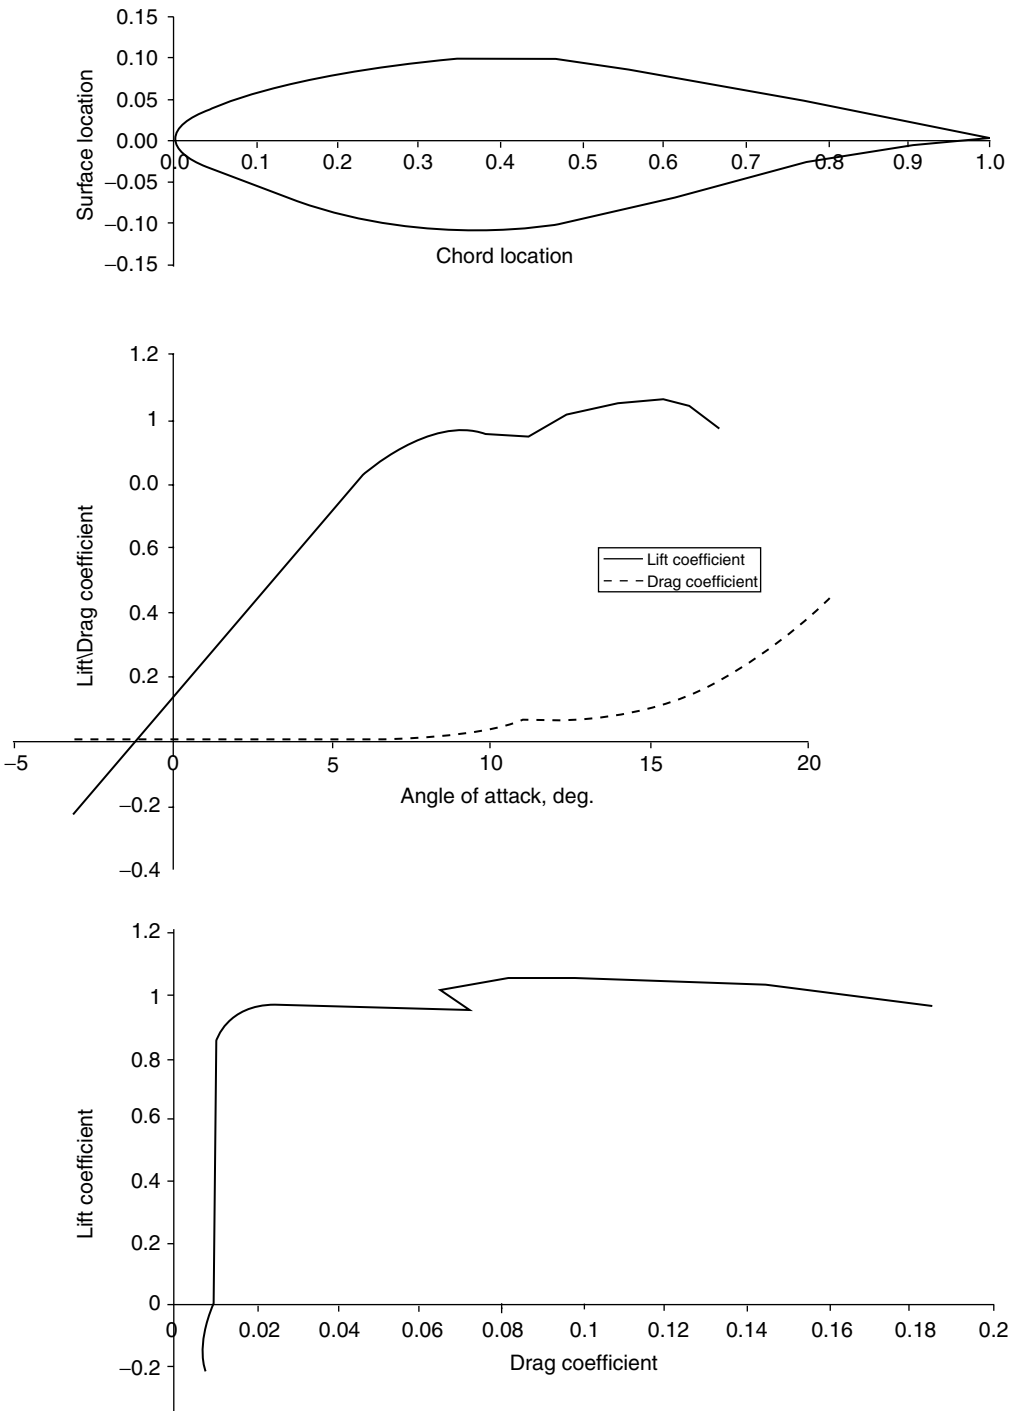 0.15
0.10
0.05
0.00
0.0 0.1 0.2 0.3 0.4 0.5 0.6 0.7 0.8 0.9 1.0
−0.05
−0.10
−0.15
Surface location
Chord location
1.2
1
0.0
0.6
0.4
0.2
−5 0 5 10 15 20
−0.2
−0.4
Lift\Drag coefficient
Lift coefficient
Drag coefficient
Angle of attack, deg.
1.2
1
0.8
0.6
0.4
0.2
0
0 0.02 0.04 0.06 0.08 0.1 0.12 0.14 0.16 0.18 0.2
−0.2
Lift coefficient
Drag coefficient